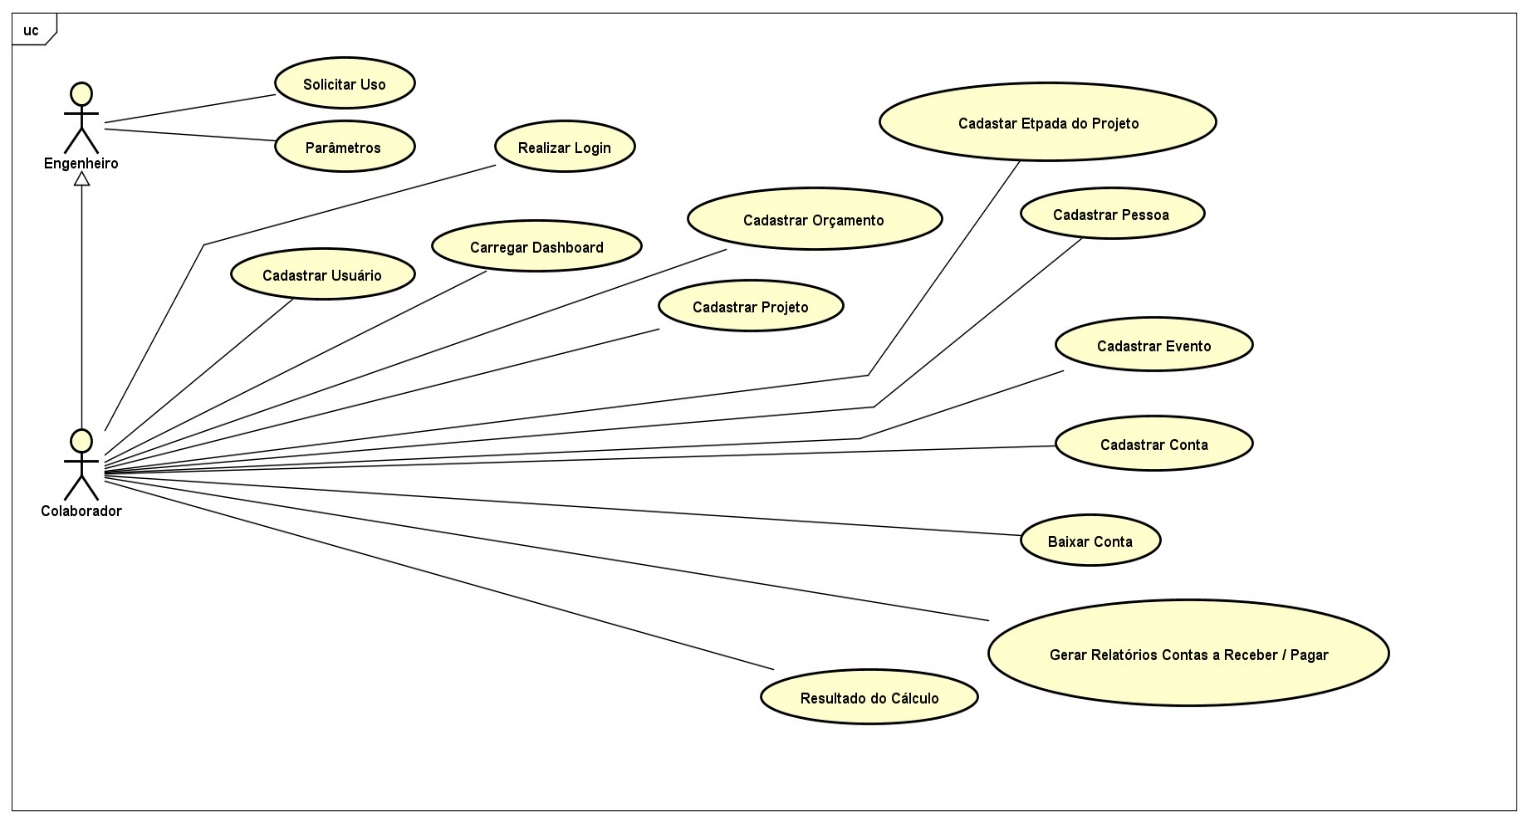 uc
Solicitar Uso
Cadastar Etpada do Projeto
Parâmetros
Realizar Login
Engenheiro
Cadastrar Pessoa
Cadastrar Orçamento
Carregar Dashboard
Cadastrar Usuário
Cadastrar Projeto
Cadastrar Evento
Cadastrar Conta
Colaborador
Baixar Conta
Gerar Relatórios Contas a Receber / Pagar
Resultado do Cálculo